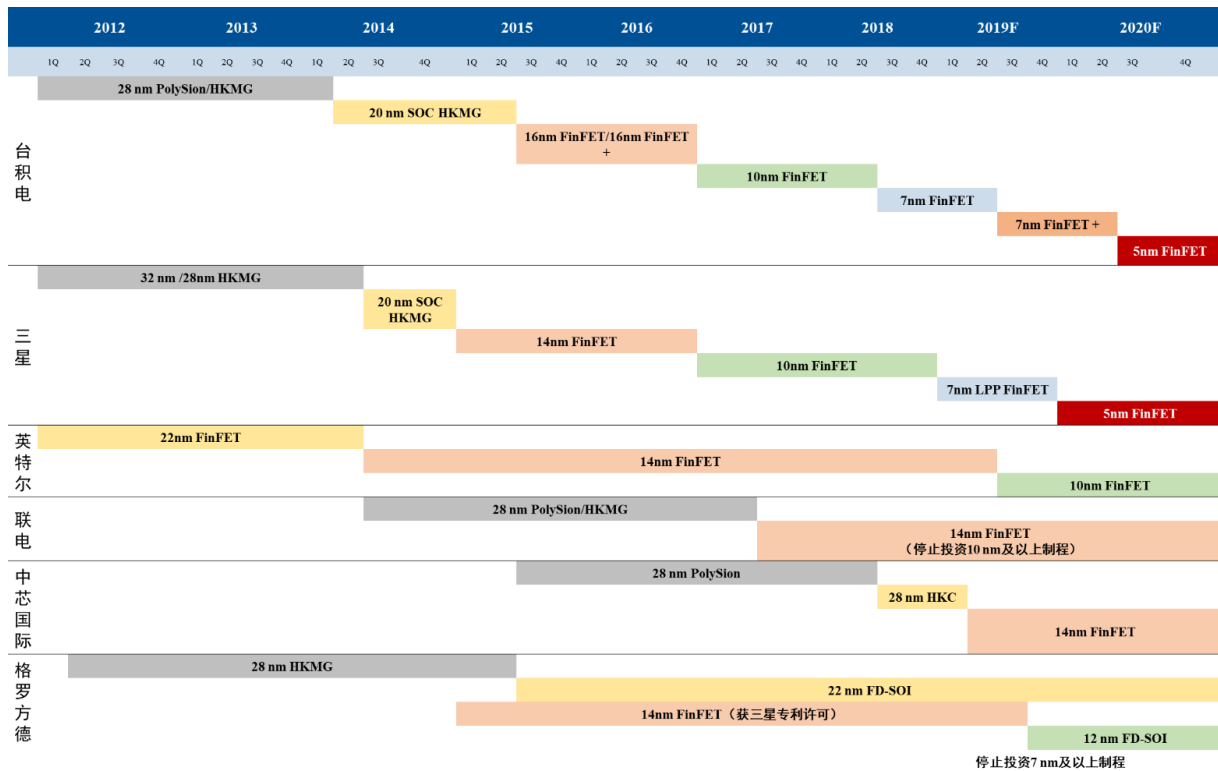 2012 2013 2014 2015 2016 2017 2018 2019F 2020F
1Q 2Q 3Q 4Q 1Q 2Q 3Q 4Q 1Q 2Q 3Q 4Q 1Q 2Q 3Q 4Q 1Q 2Q 3Q 4Q 1Q 2Q 3Q 4Q 1Q 2Q 3Q 4Q 1Q 2Q 3Q 4Q 1Q 2Q 3Q 4Q
台积电
28 nm PolySion/HKMG
20 nm SOC HKMG
16nm FinFET/16nm FinFET
+
10nm FinFET
7nm FinFET
7nm FinFET +
5nm FinFET
三星
32 nm /28nm HKMG
20 nm SOC
HKMG
14nm FinFET
10nm FinFET
7nm LPP FinFET
5nm FinFET
英特尔
22nm FinFET
14nm FinFET
10nm FinFET
联电
28 nm PolySion/HKMG
14nm FinFET
（停止投资10 nm及以上制程）
中芯国际
28 nm PolySion
28 nm HKC
14nm FinFET
格罗方德
28 nm HKMG
22 nm FD-SOI
14nm FinFET（获三星专利许可）
12 nm FD-SOI
停止投资7 nm及以上制程